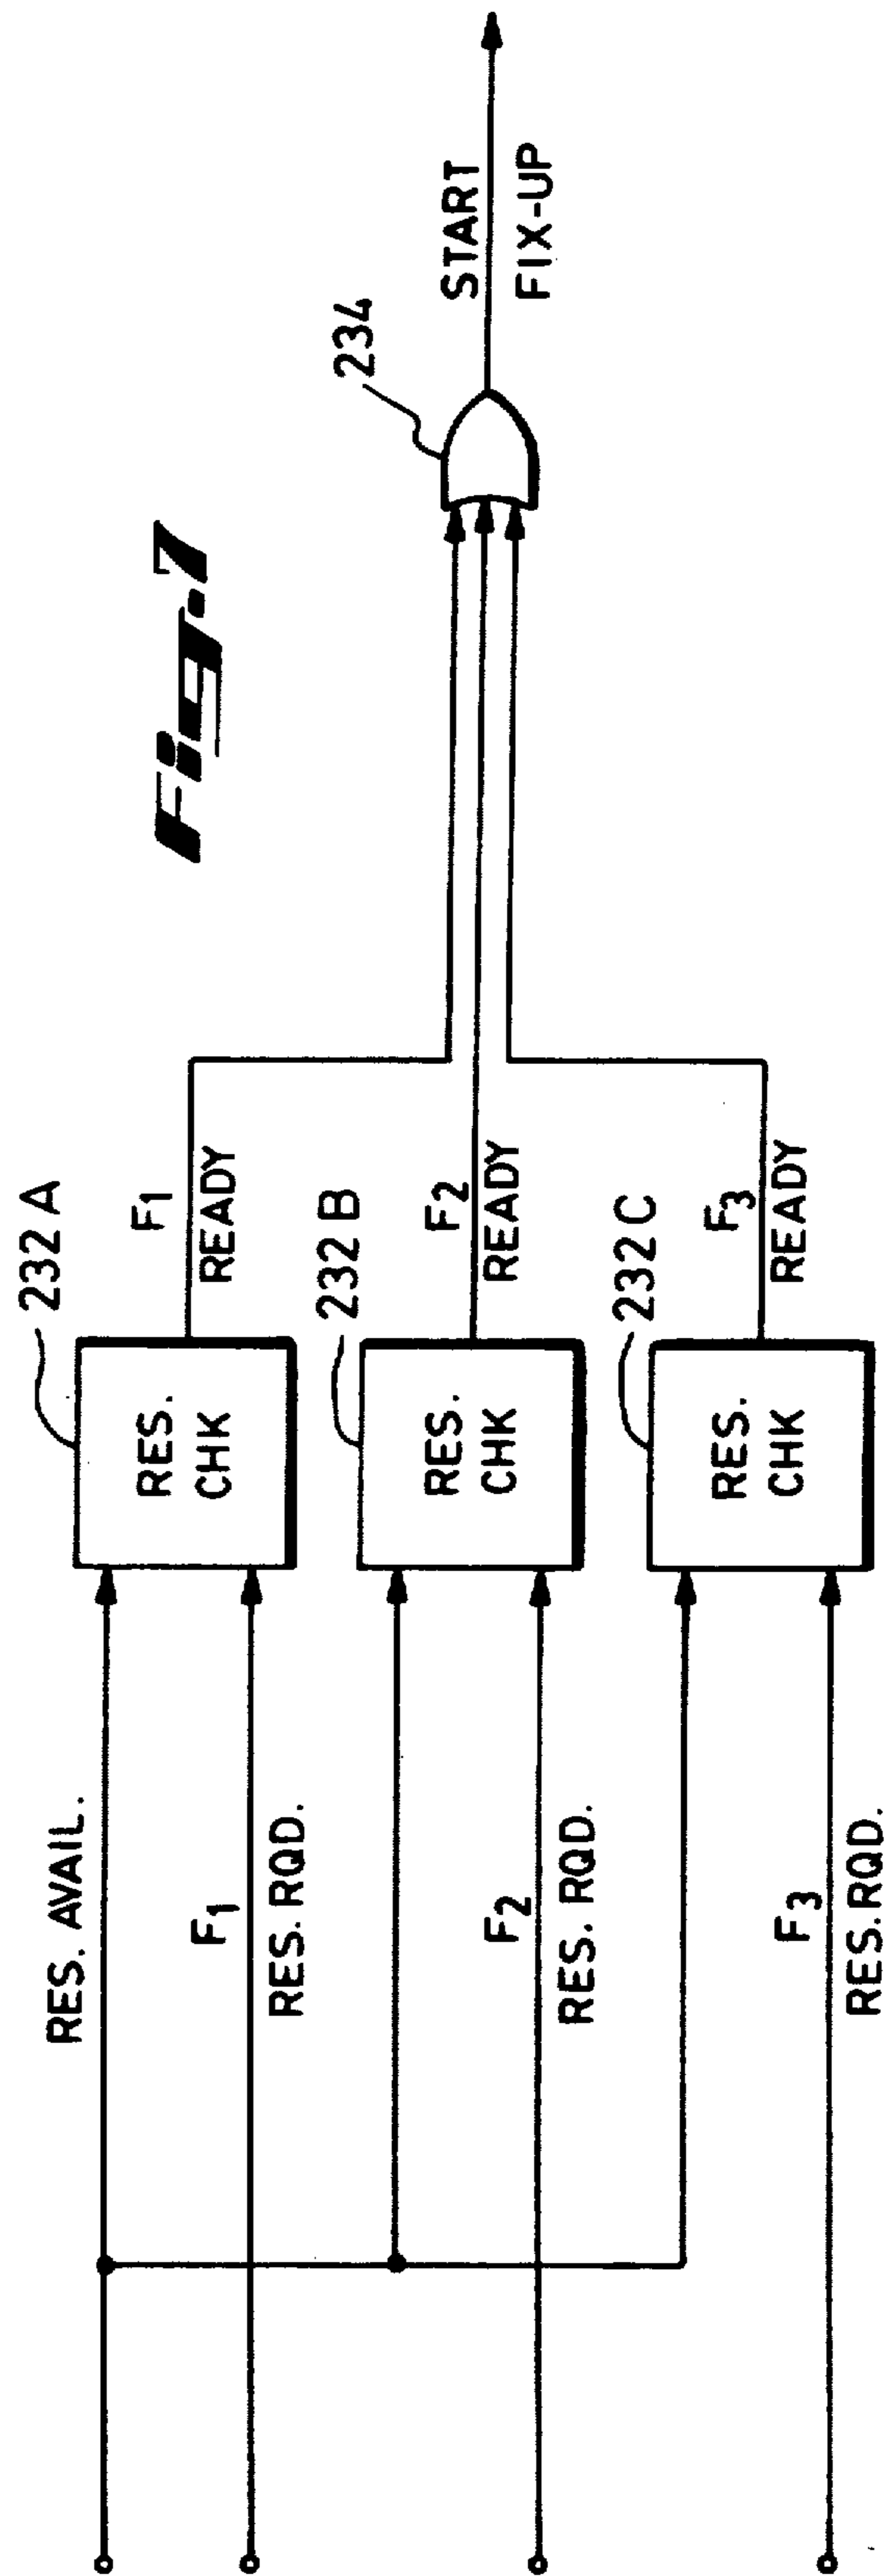 Fig. 7
RES. AVAIL.
F1
RES. RQD.
RES.
CHK
232 A
F1
READY
F2
RES. RQD.
RES.
CHK
232 B
F2
READY
F3
RES. RQD.
RES.
CHK
232 C
F3
READY
234
START
FIX-UP